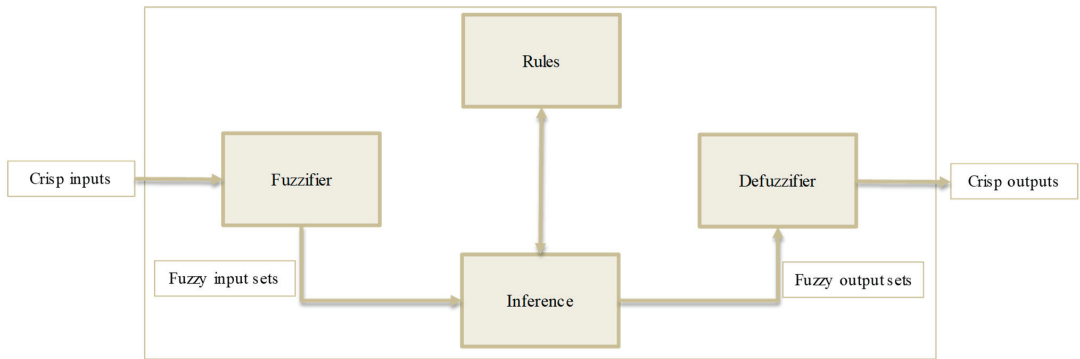 Rules
Crisp inputs
Fuzzifier
Defuzzifier
Crisp outputs
Fuzzy input sets
Inference
Fuzzy output sets